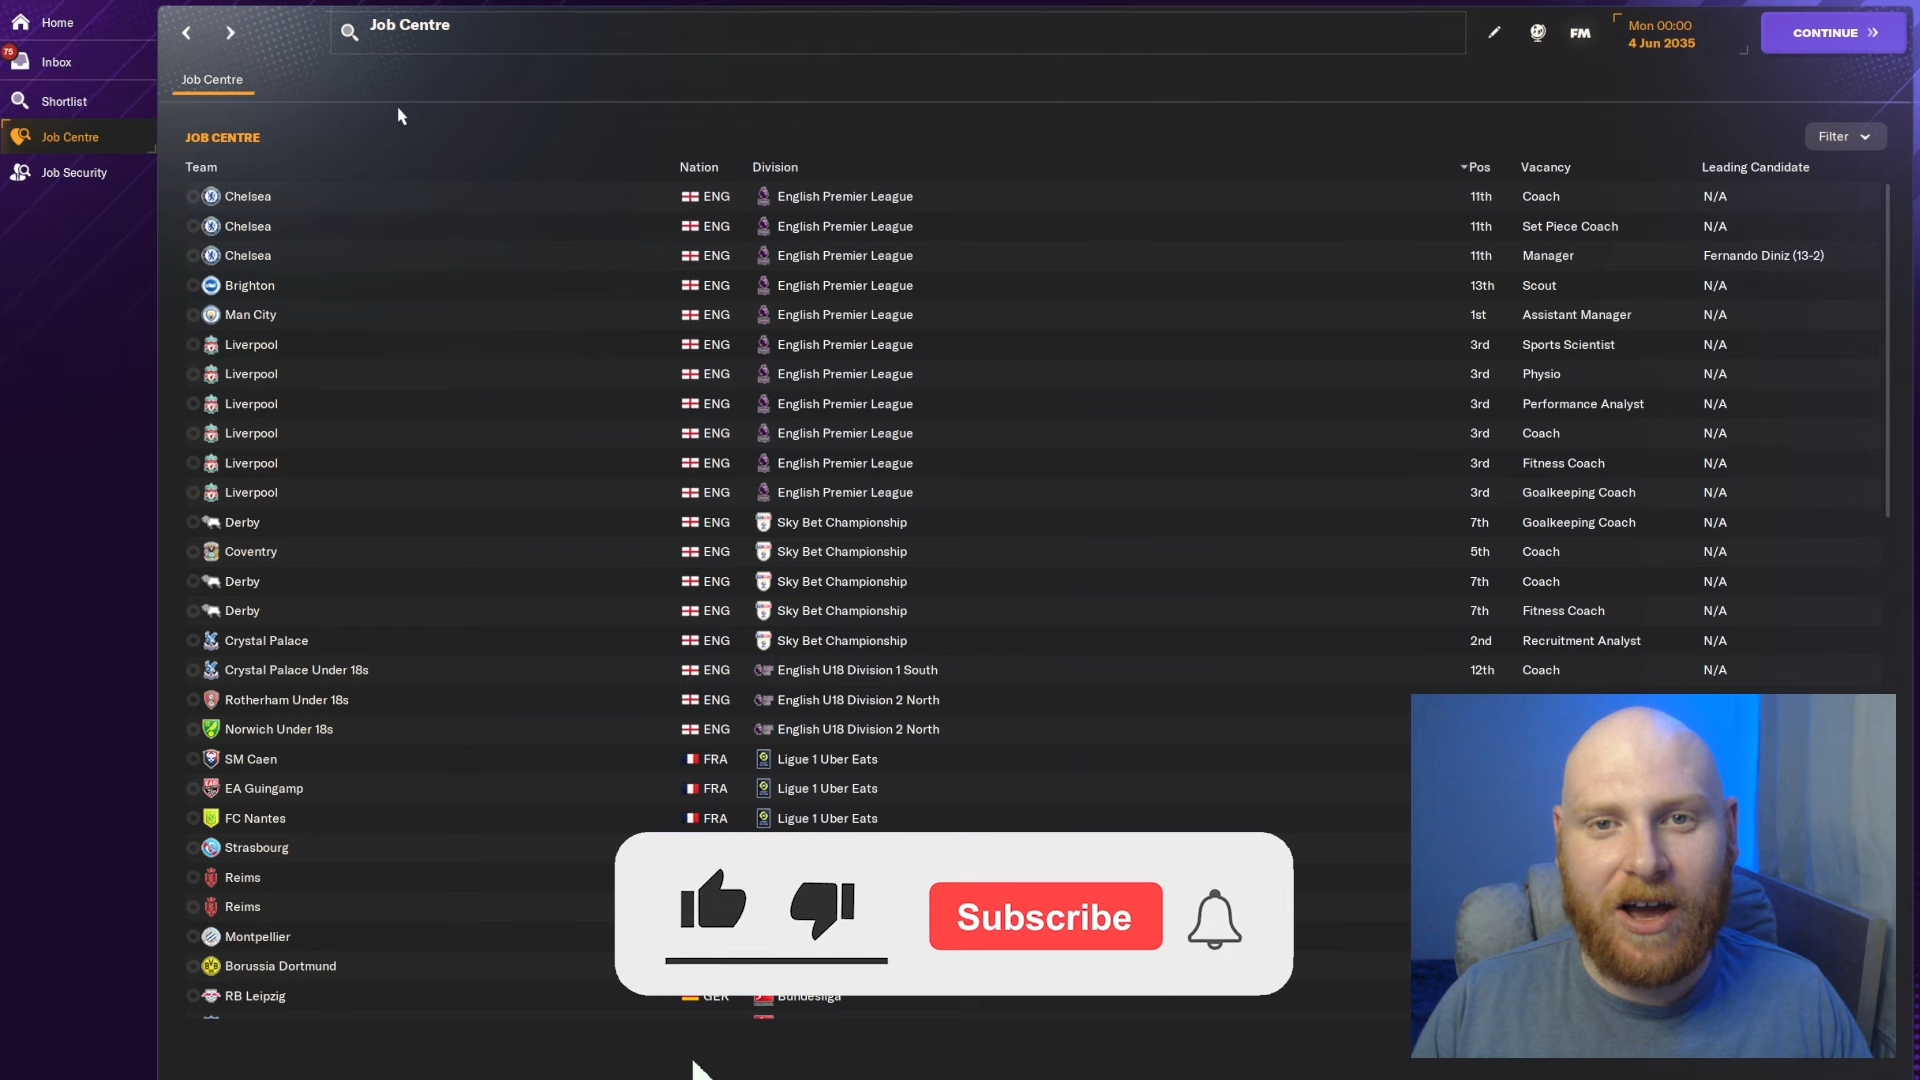 Home
75
Inbox
Shortlist
Job Centre
Job Security
Job Centre
FM
Mon 00:00
4 Jun 2035
CONTINUE
Job Centre
JOB CENTRE
Filter
Team Nation Division Pos Vacancy Leading Candidate
Chelsea ENG English Premier League 11th Coach N/A
Chelsea ENG English Premier League 11th Set Piece Coach N/A
Chelsea ENG English Premier League 11th Manager Fernando Diniz (13-2)
Brighton ENG English Premier League 13th Scout N/A
Man City ENG English Premier League 1st Assistant Manager N/A
Liverpool ENG English Premier League 3rd Sports Scientist N/A
Liverpool ENG English Premier League 3rd Physio N/A
Liverpool ENG English Premier League 3rd Performance Analyst N/A
Liverpool ENG English Premier League 3rd Coach N/A
Liverpool ENG English Premier League 3rd Fitness Coach N/A
Liverpool ENG English Premier League 3rd Goalkeeping Coach N/A
Derby ENG Sky Bet Championship 7th Goalkeeping Coach N/A
Coventry ENG Sky Bet Championship 5th Coach N/A
Derby ENG Sky Bet Championship 7th Coach N/A
Derby ENG Sky Bet Championship 7th Fitness Coach N/A
Crystal Palace ENG Sky Bet Championship 2nd Recruitment Analyst N/A
Crystal Palace Under 18s ENG English U18 Division 1 South 12th Coach N/A
Rotherham Under 18s ENG English U18 Division 2 North
Norwich Under 18s ENG English U18 Division 2 North
SM Caen FRA Ligue 1 Uber Eats
EA Guingamp FRA Ligue 1 Uber Eats
FC Nantes FRA Ligue 1 Uber Eats
Strasbourg
Reims
Reims
Montpellier
Borussia Dortmund
RB Leipzig GER Bundesliga
Subscribe